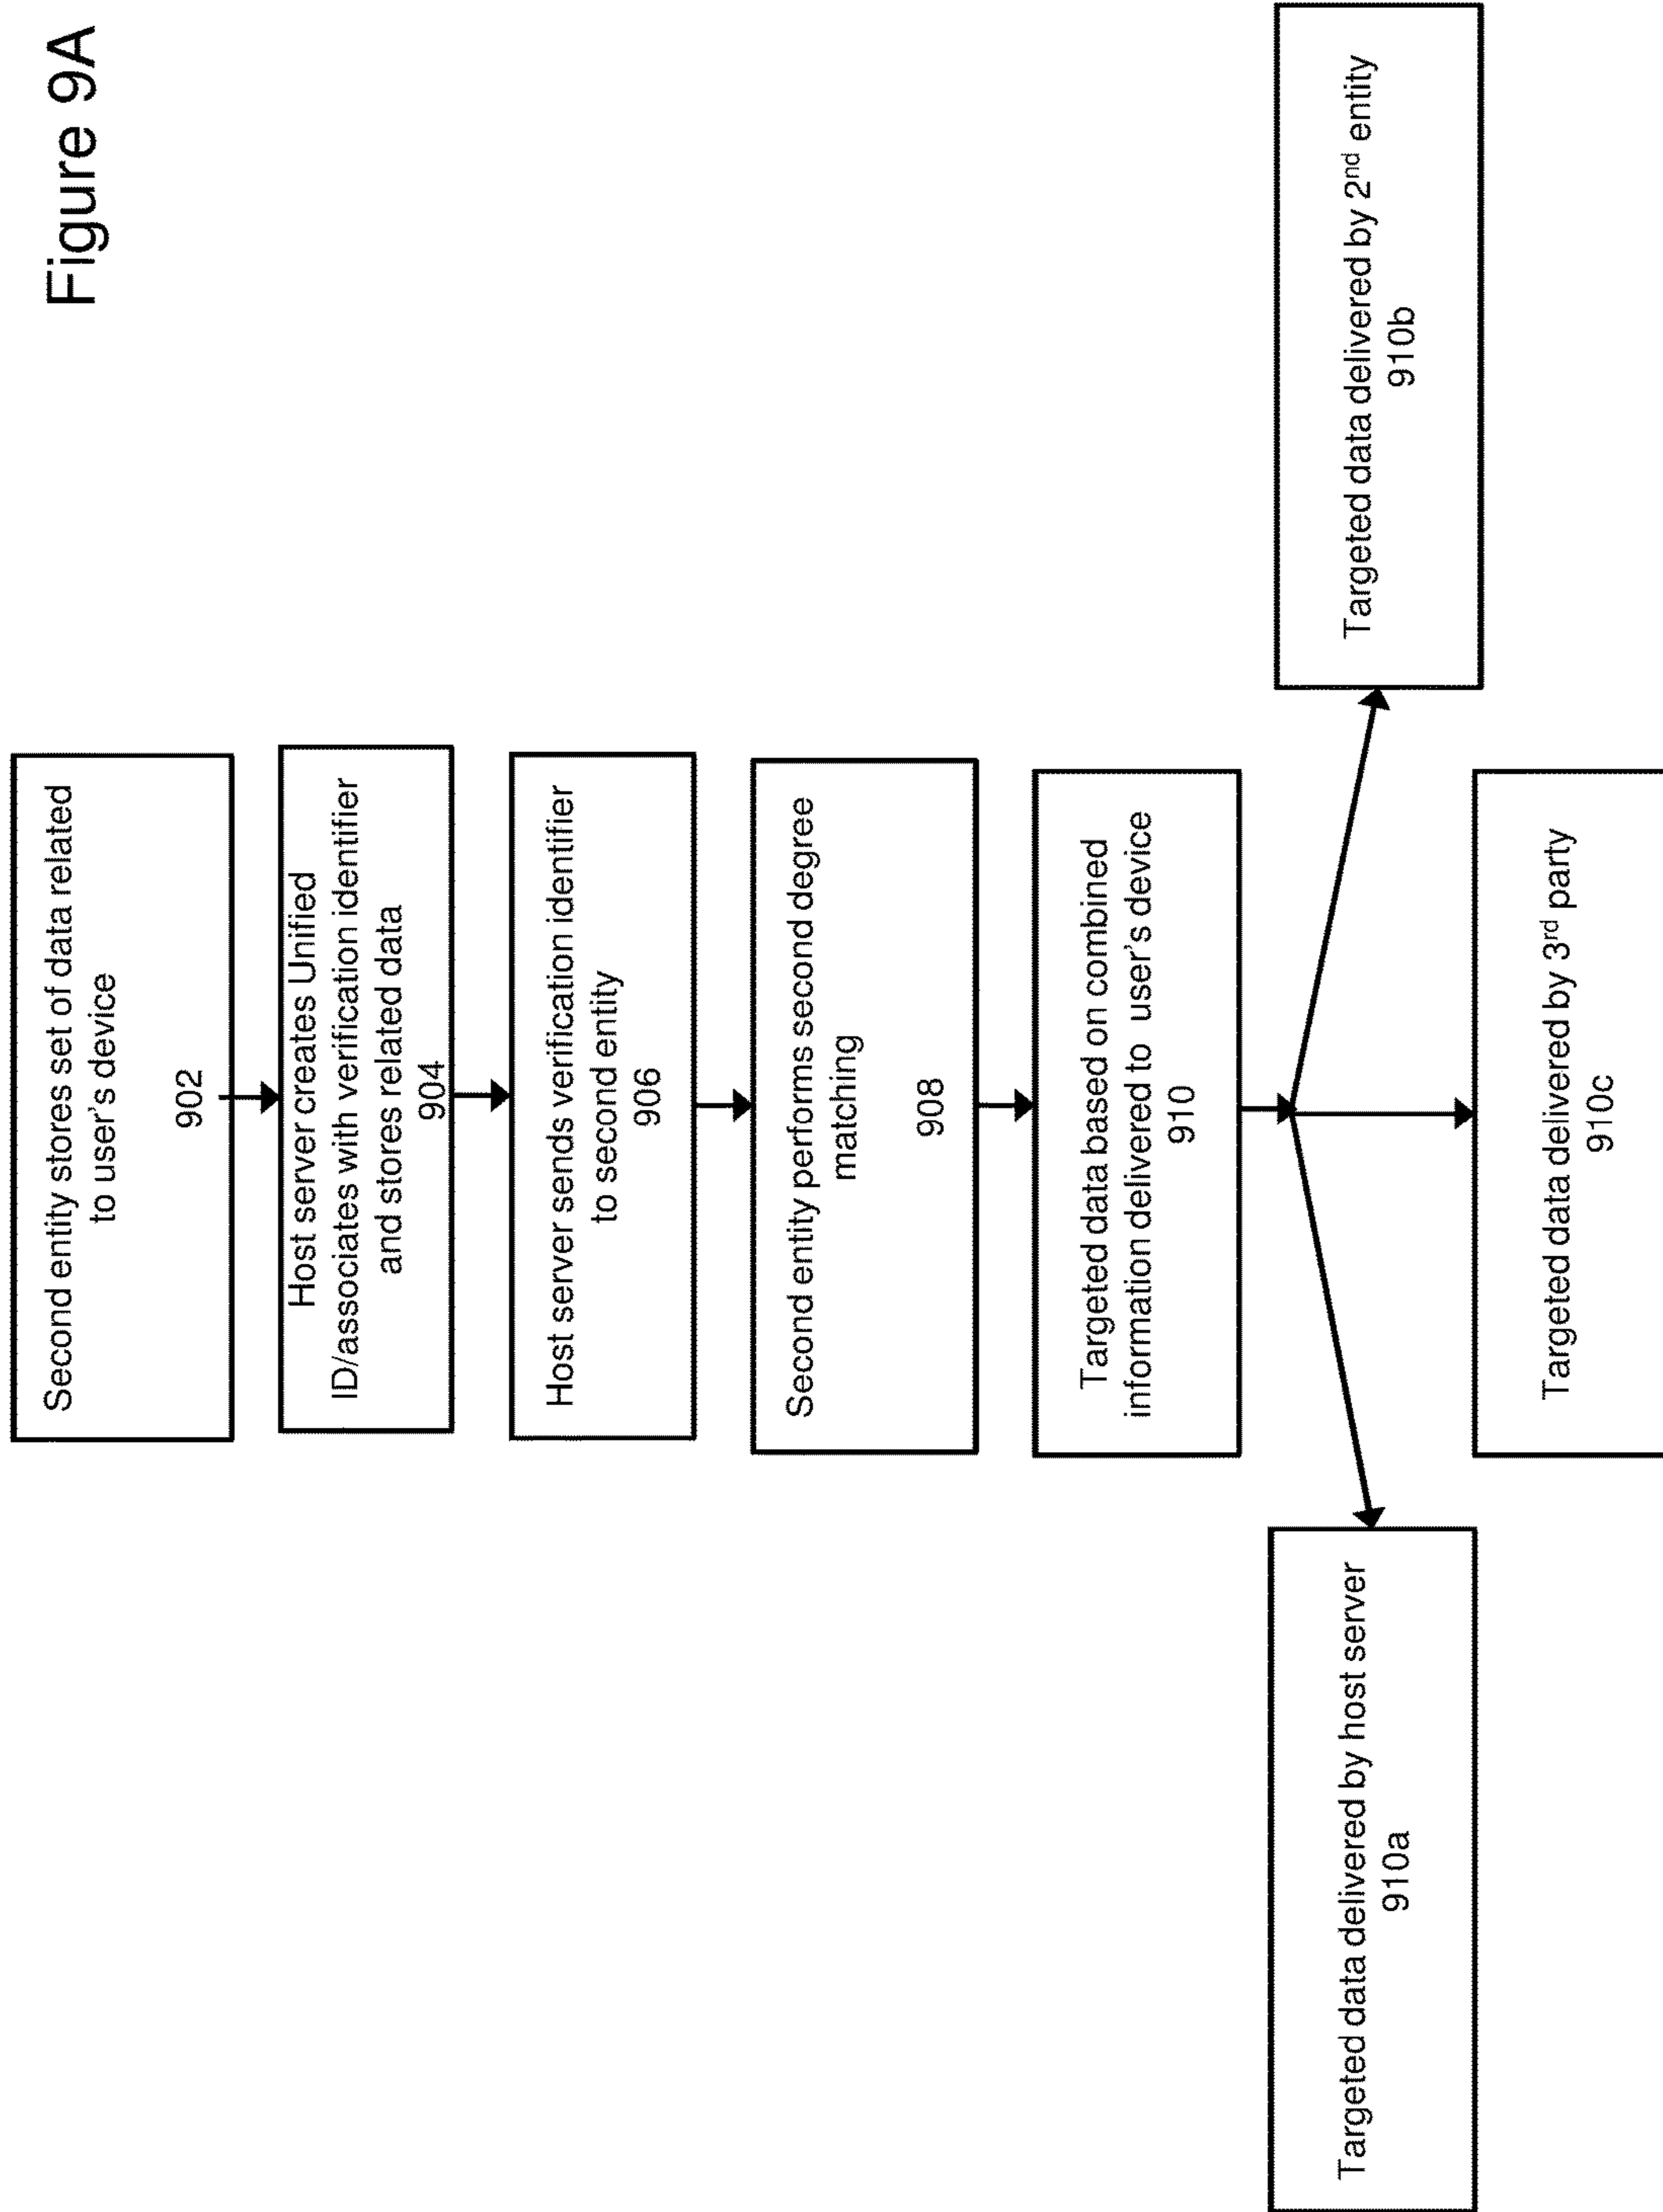 Figure 9A
Second entity stores set of data related
to user's device
902
Host server creates Unified
ID/associates with verification identifier
and stores related data
904
Host server sends verification identifier
to second entity
906
Second entity performs second degree
matching
908
Targeted data based on combined
information delivered to user's device
910
Targeted data delivered by host server
910a
Targeted data delivered by 3rd party
910c
Targeted data delivered by 2nd entity
910b